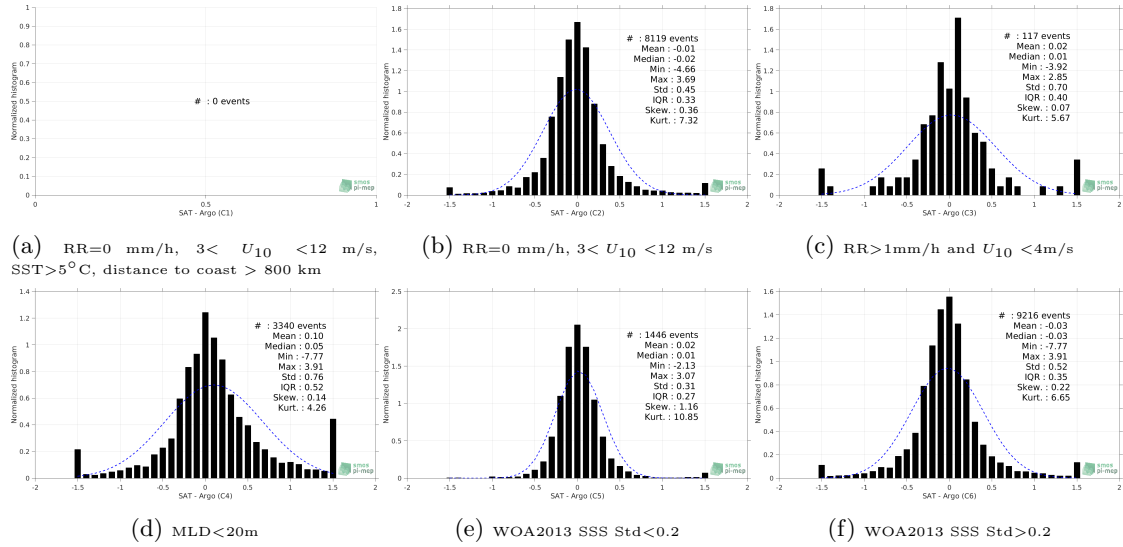 Normalized histogram
1
0.9
0.8
0.7
0.6
0.5
0.4
0.3
0.2
0.1
0
# : 0 events
smos
pi-mep
0 0.5 1
SAT - Argo (C1)
(a) RR=0 mm/h, 3< U10 <12 m/s,
SST>5°C, distance to coast > 800 km
Normalized histogram
1.8
1.6
1.4
1.2
1
0.8
0.6
0.4
0.2
0
# : 8119 events
Mean : -0.01
Median : -0.02
Min : -4.66
Max : 3.69
Std : 0.45
IQR : 0.33
Skew. : 0.36
Kurt. : 7.32
smos
pi-mep
-2 -1.5 -1 -0.5 0 0.5 1 1.5 2
SAT - Argo (C2)
(b) RR=0 mm/h, 3< U10 <12 m/s
Normalized histogram
1.8
1.6
1.4
1.2
1
0.8
0.6
0.4
0.2
0
# : 117 events
Mean : 0.02
Median : 0.01
Min : -3.92
Max : 2.85
Std : 0.70
IQR : 0.40
Skew. : 0.07
Kurt. : 5.67
smos
pi-mep
-2 -1.5 -1 -0.5 0 0.5 1 1.5 2
SAT - Argo (C3)
(c) RR>1mm/h and U10 <4m/s
Normalized histogram
1.4
1.2
1
0.8
0.6
0.4
0.2
0
# : 3340 events
Mean : 0.10
Median : 0.05
Min : -7.77
Max : 3.91
Std : 0.76
IQR : 0.52
Skew. : 0.14
Kurt. : 4.26
smos
pi-mep
-2 -1.5 -1 -0.5 0 0.5 1 1.5 2
SAT - Argo (C4)
(d) MLD<20m
Normalized histogram
2.5
2
1.5
1
0.5
0
# : 1446 events
Mean : 0.02
Median : 0.01
Min : -2.13
Max : 3.07
Std : 0.31
IQR : 0.27
Skew. : 1.16
Kurt. : 10.85
smos
pi-mep
-2 -1.5 -1 -0.5 0 0.5 1 1.5 2
SAT - Argo (C5)
(e) WOA2013 SSS Std<0.2
Normalized histogram
1.6
1.4
1.2
1
0.8
0.6
0.4
0.2
0
# : 9216 events
Mean : -0.03
Median : -0.03
Min : -7.77
Max : 3.91
Std : 0.52
IQR : 0.35
Skew. : 0.22
Kurt. : 6.65
smos
pi-mep
-2 -1.5 -1 -0.5 0 0.5 1 1.5 2
SAT - Argo (C6)
(f) WOA2013 SSS Std>0.2